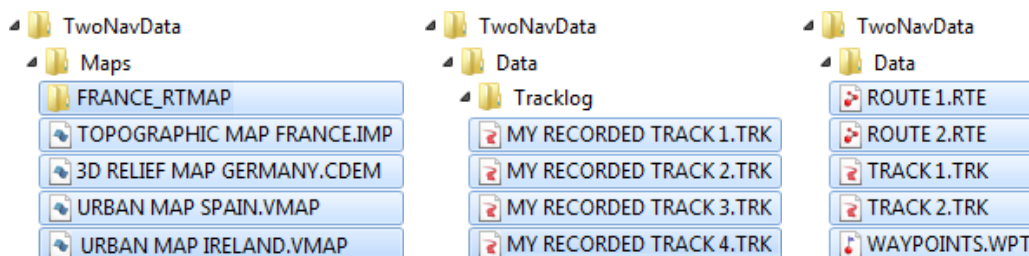 TwoNavData
Maps
FRANCE_RTMAP
TOPOGRAPHIC MAP FRANCE.IMP
3D RELIEF MAP GERMANY.CDEM
URBAN MAP SPAIN.VMAP
URBAN MAP IRELAND.VMAP
TwoNavData
Data
Tracklog
MY RECORDED TRACK 1.TRK
MY RECORDED TRACK 2.TRK
MY RECORDED TRACK 3.TRK
MY RECORDED TRACK 4.TRK
TwoNavData
Data
ROUTE 1.RTE
ROUTE 2.RTE
TRACK 1.TRK
TRACK 2.TRK
WAYPOINTS.WPT